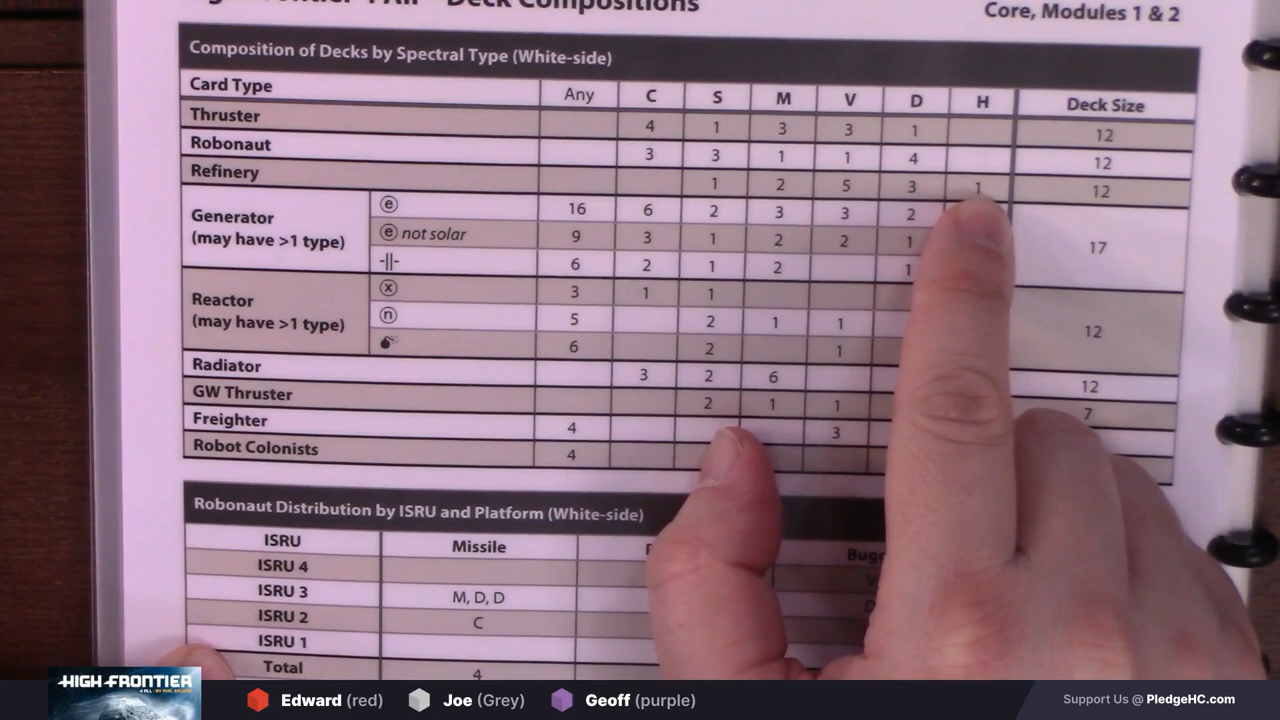 Deck Compositions
Core, Modules 1 & 2
Composition of Decks by Spectral Type (White-side)
Card Type Any C S M V D H Deck Size
Thruster 4 1 3 3 1 12
Robonaut 3 3 1 1 4 12
Refinery 1 2 5 3 1 12
Generator (may have >1 type) 17
ⓔ 16 6 2 3 3 2
ⓔ not solar 9 3 1 2 2 1
-||- 6 2 1 2 1
Reactor (may have >1 type) 12
ⓧ 3 1 1
ⓝ 5 2 1 1
6 2 1
Radiator 3 2 6 12
GW Thruster 2 1 1 7
Freighter 4 3
Robot Colonists 4
Robonaut Distribution by ISRU and Platform (White-side)
ISRU Missile
ISRU 4
ISRU 3 M, D, D
ISRU 2 C
ISRU 1
Total 4
HIGH FRONTIER
4 ALL
Edward (red) Joe (Grey) Geoff (purple) Support Us @ PledgeHC.com